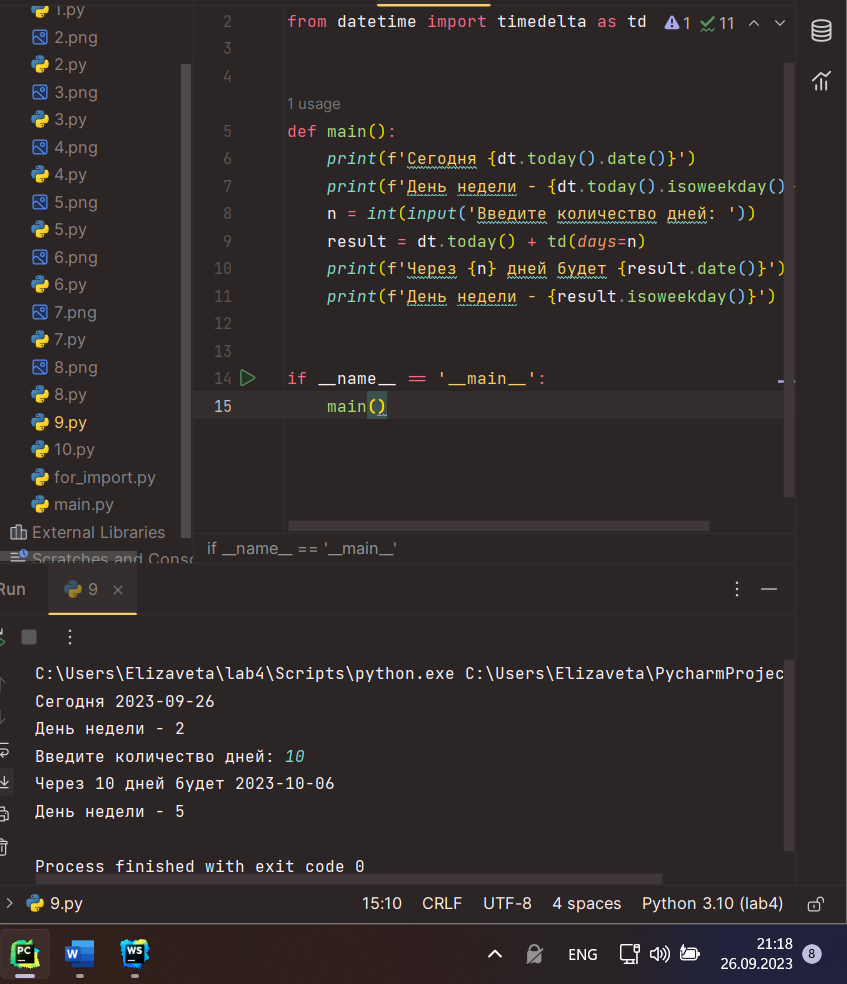 1.py
2.png
2.py
3.png
3.py
4.png
4.py
5.png
5.py
6.png
6.py
7.png
7.py
8.png
8.py
9.py
10.py
for_import.py
main.py
External Libraries
Scratches and Conso
2 from datetime import timedelta as td
1 11
3
4
1 usage
5 def main():
6 print(f'Сегодня {dt.today().date()}')
7 print(f'День недели - {dt.today().isoweekday()
8 n = int(input('Введите количество дней: '))
9 result = dt.today() + td(days=n)
10 print(f'Через {n} дней будет {result.date()}')
11 print(f'День недели - {result.isoweekday()}')
12
13
14 if __name__ == '__main__':
15 main()
if __name__ == '__main__'
Run 9
C:\Users\Elizaveta\lab4\Scripts\python.exe C:\Users\Elizaveta\PycharmProjec
Сегодня 2023-09-26
День недели - 2
Введите количество дней: 10
Через 10 дней будет 2023-10-06
День недели - 5
Process finished with exit code 0
9.py 15:10 CRLF UTF-8 4 spaces Python 3.10 (lab4)
PC W WS ENG 21:18
26.09.2023 8